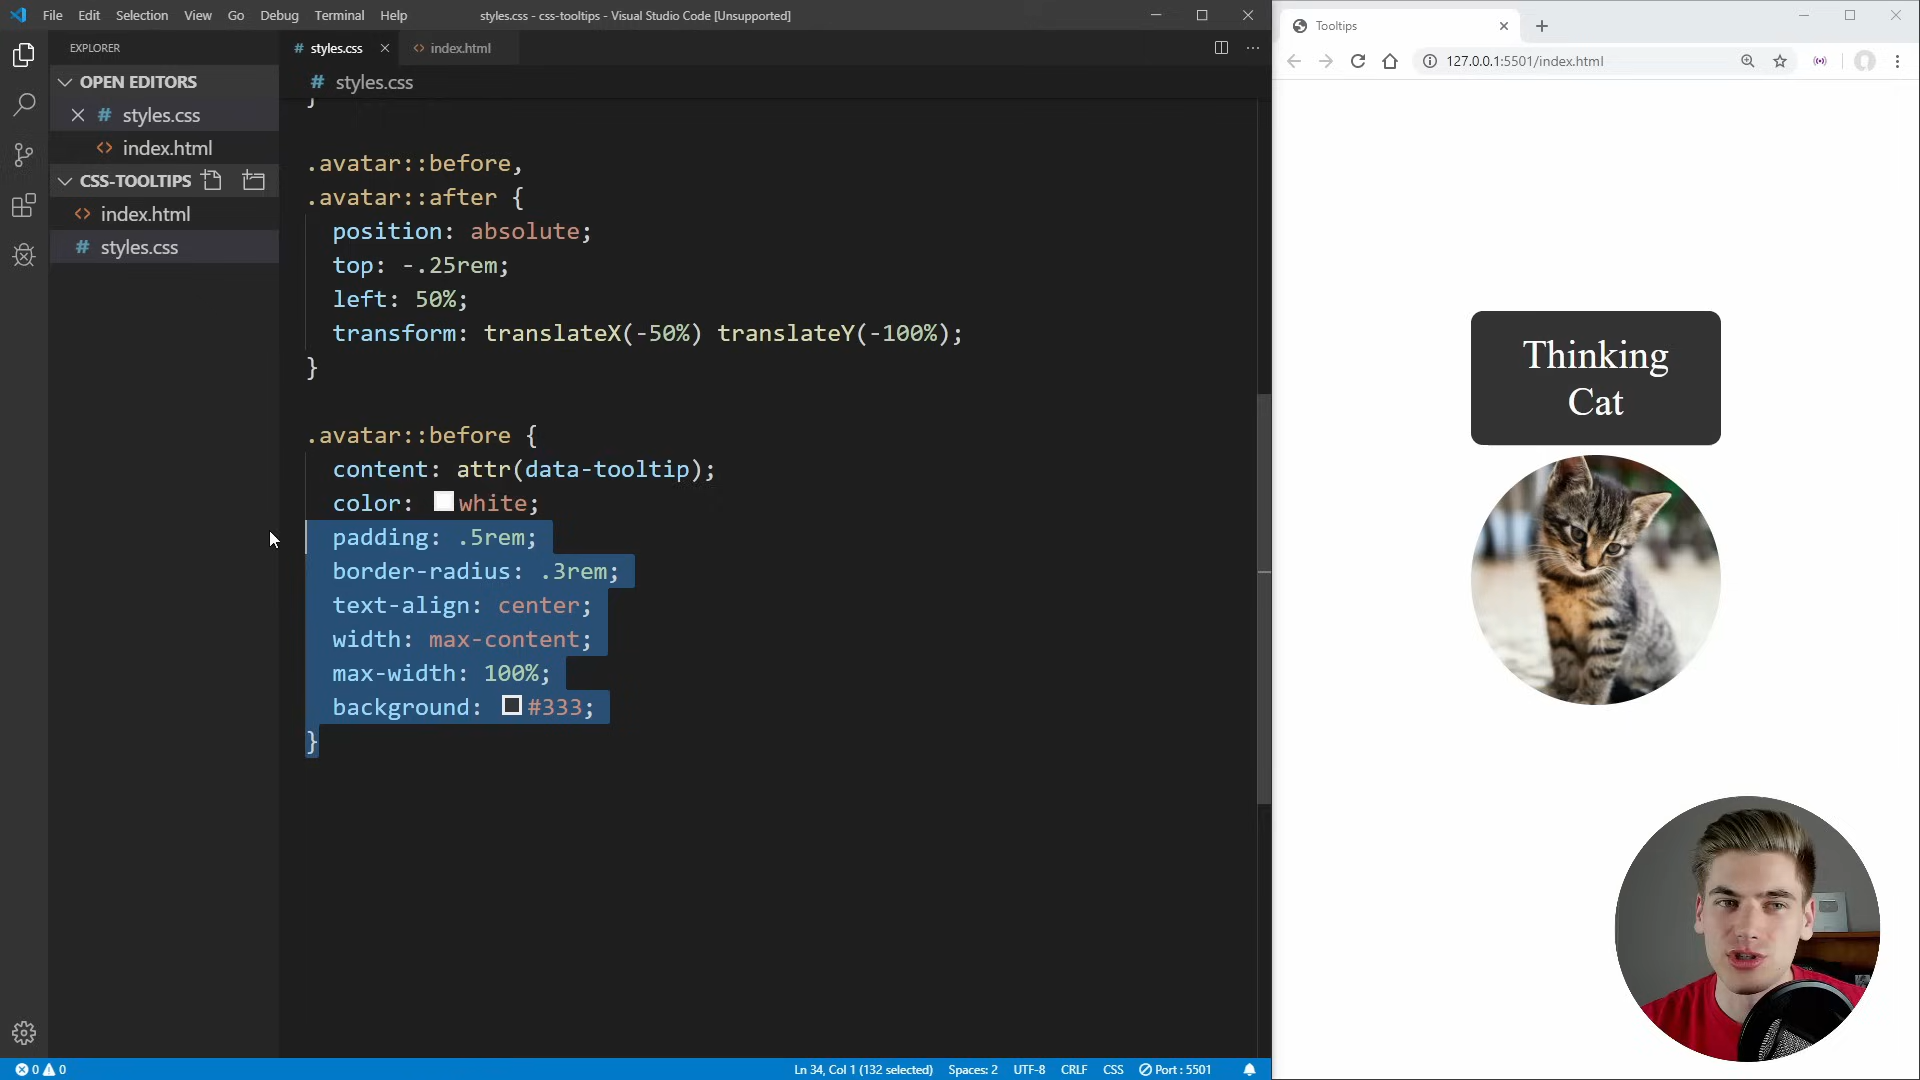 File Edit Selection View Go Debug Terminal Help
styles.css - css-tooltips - Visual Studio Code [Unsupported]
EXPLORER
# styles.css
<> index.html
OPEN EDITORS
# styles.css
<> index.html
CSS-TOOLTIPS
<> index.html
# styles.css
# styles.css
}
.avatar::before,
.avatar::after {
position: absolute;
top: -.25rem;
left: 50%;
transform: translateX(-50%) translateY(-100%);
}
.avatar::before {
content: attr(data-tooltip);
color: white;
padding: .5rem;
border-radius: .3rem;
text-align: center;
width: max-content;
max-width: 100%;
background: #333;
}
0 0
Ln 34, Col 1 (132 selected) Spaces: 2 UTF-8 CRLF CSS Port : 5501
Tooltips
127.0.0.1:5501/index.html
Thinking
Cat